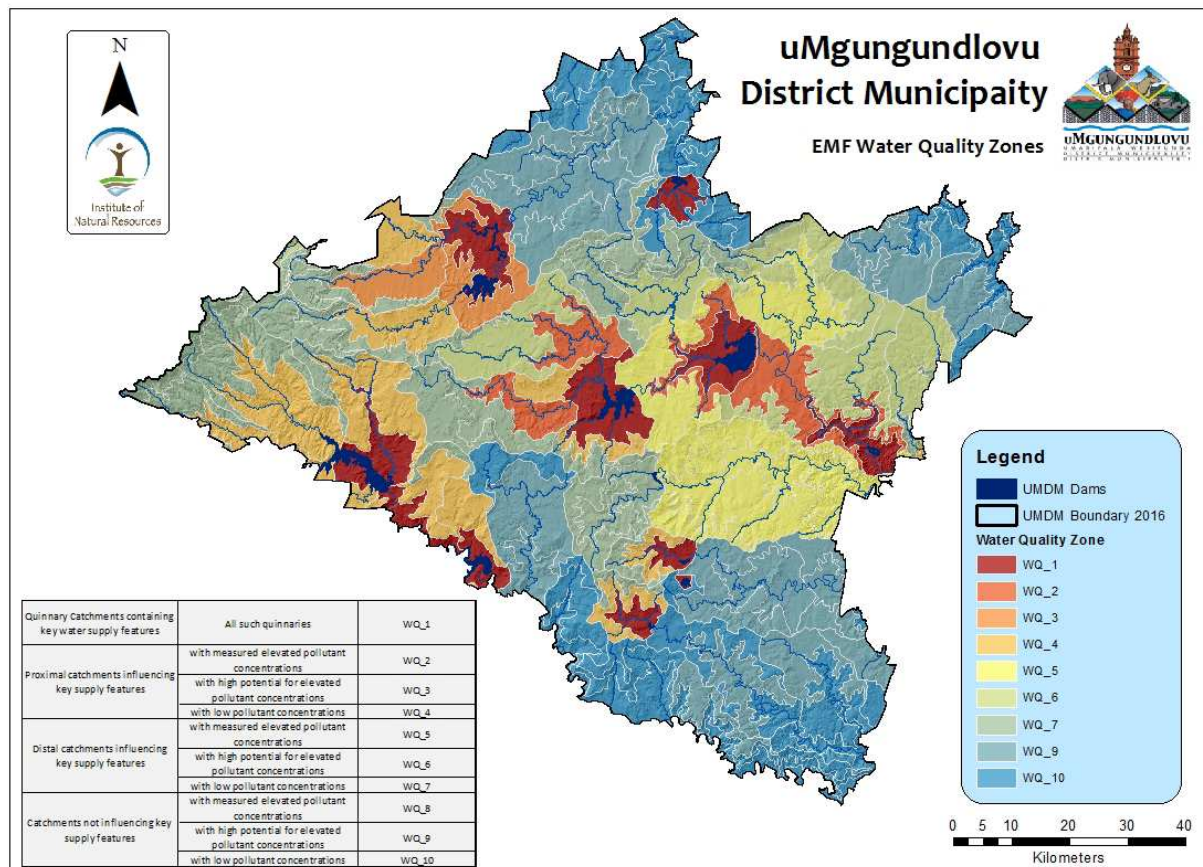 N
Institute of
Natural Resources
uMgungundlovu
District Municipaity
EMF Water Quality Zones
uMGUNGUNDLOVU
UMASIPALA WESIFUNDA
DISTRICT MUNICIPALITY
Legend
UMDM Dams
UMDM Boundary 2016
Water Quality Zone
WQ_1
WQ_2
WQ_3
WQ_4
WQ_5
WQ_6
WQ_7
WQ_9
WQ_10
0 5 10 20 30 40
Kilometers
Quinnary Catchments containing
key water supply features
All such quinnaries
WQ_1
Proximal catchments influencing
key supply features
with measured elevated pollutant
concentrations
WQ_2
with high potential for elevated
pollutant concentrations
WQ_3
with low pollutant concentrations
WQ_4
Distal catchments influencing
key supply features
with measured elevated pollutant
concentrations
WQ_5
with high potential for elevated
pollutant concentrations
WQ_6
with low pollutant concentrations
WQ_7
Catchments not influencing key
supply features
with measured elevated pollutant
concentrations
WQ_8
with high potential for elevated
pollutant concentrations
WQ_9
with low pollutant concentrations
WQ_10